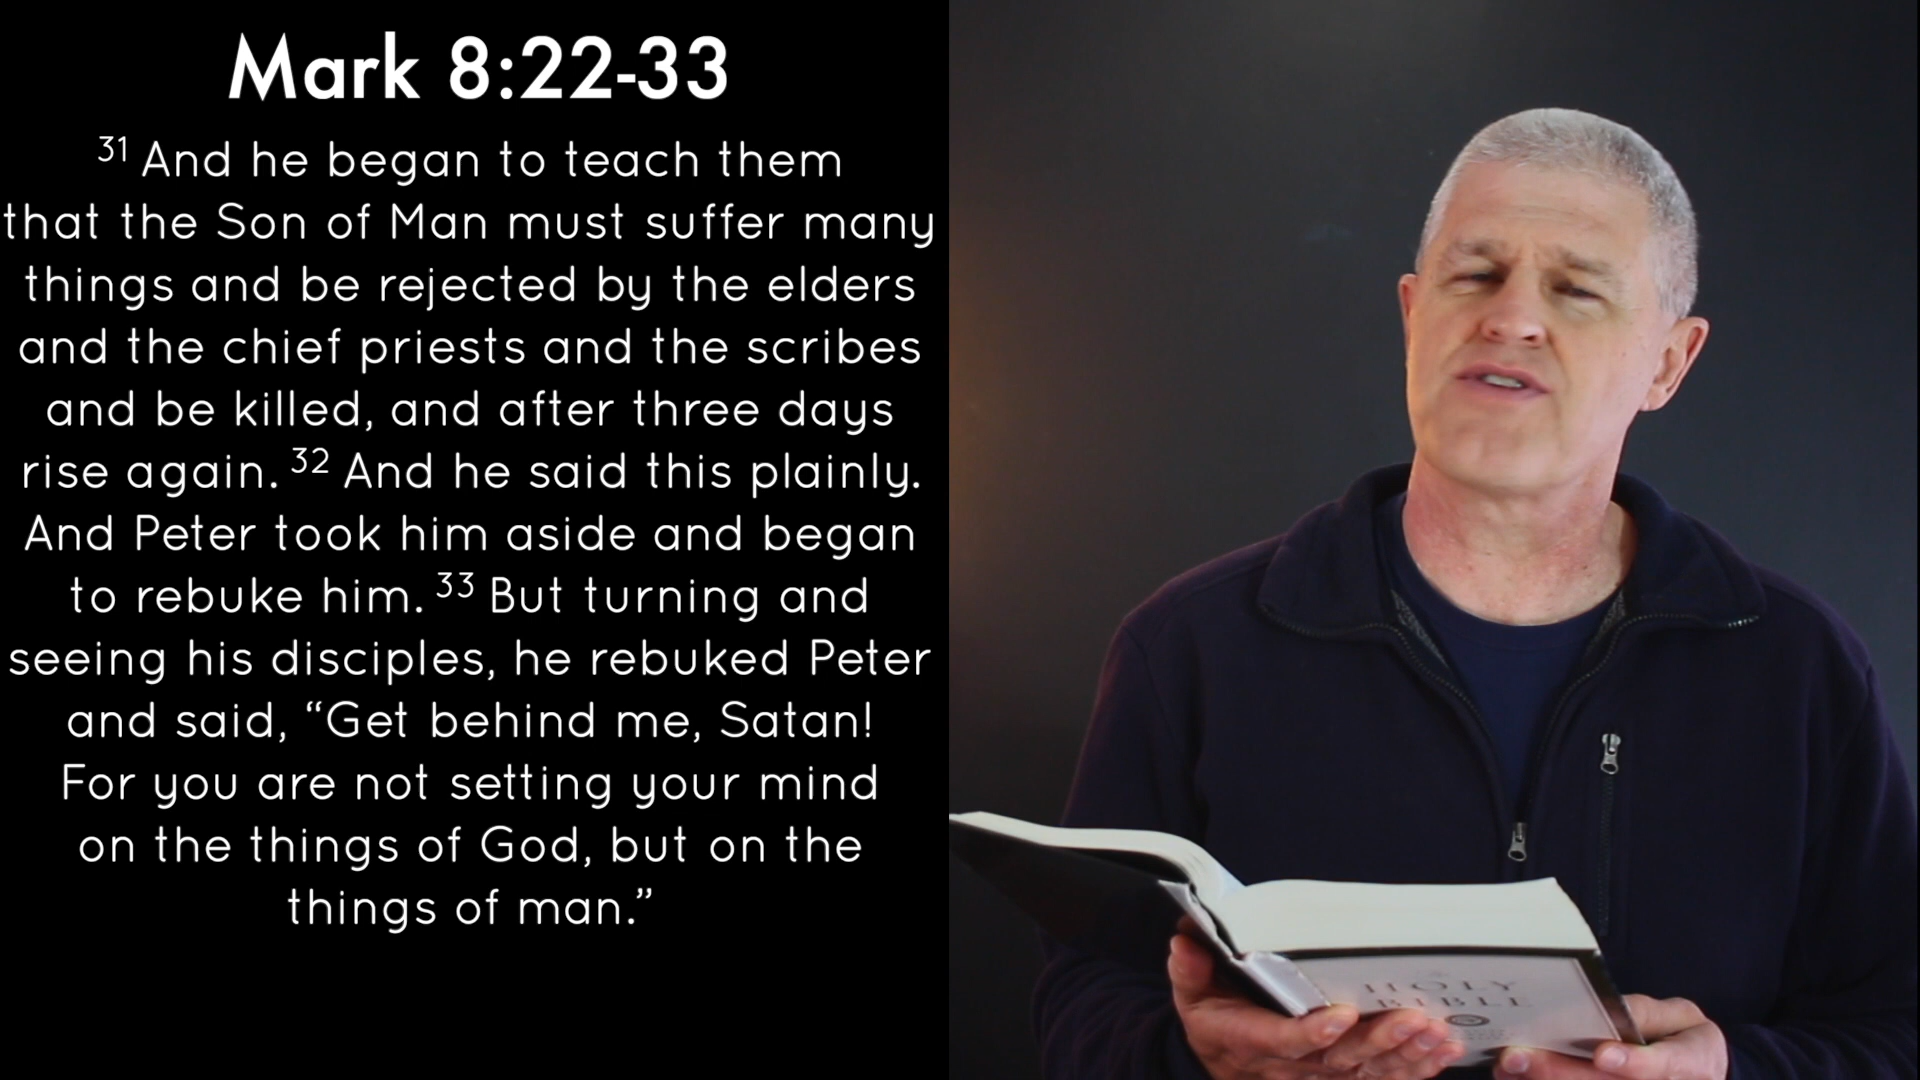 Mark 8:22-33
31 And he began to teach them
that the Son of Man must suffer many
things and be rejected by the elders
and the chief priests and the scribes
and be killed, and after three days
rise again. 32 And he said this plainly.
And Peter took him aside and began
to rebuke him. 33 But turning and
seeing his disciples, he rebuked Peter
and said, “Get behind me, Satan!
For you are not setting your mind
on the things of God, but on the
things of man.”
HOLY
BIBLE